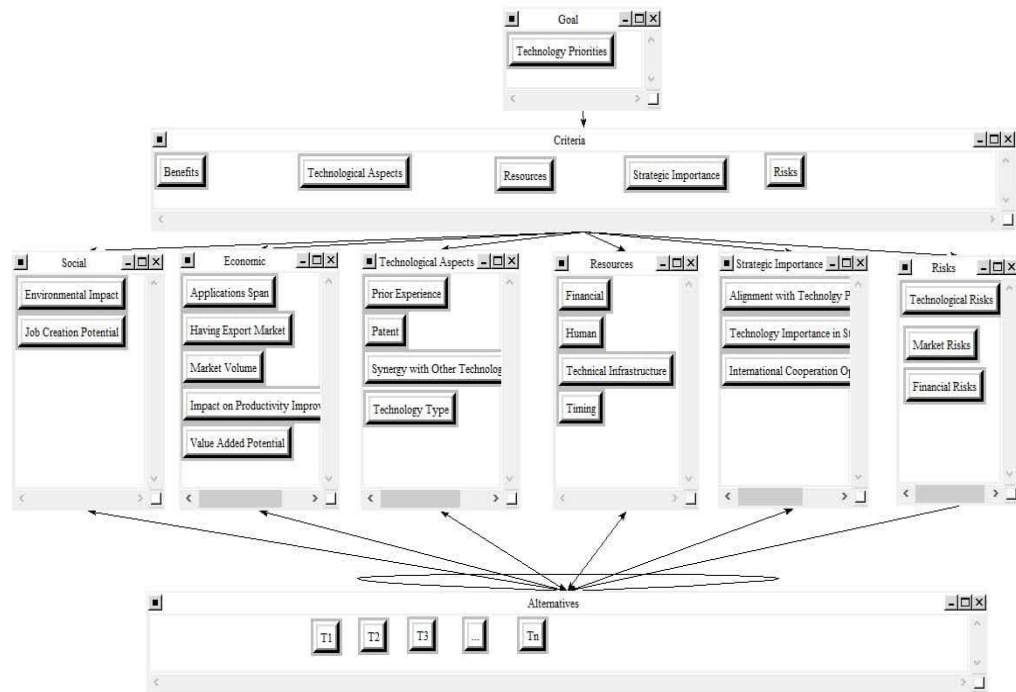 Goal
Technology Priorities
Criteria
Benefits
Technological Aspects
Resources
Strategic Importance
Risks
Social
Environmental Impact
Job Creation Potential
Economic
Applications Span
Having Export Market
Market Volume
Impact on Productivity Improv
Value Added Potential
Technological Aspects
Prior Experience
Patent
Synergy with Other Technolog
Technology Type
Resources
Financial
Human
Technical Infrastructure
Timing
Strategic Importance
Alignment with Technolgy P
Technology Importance in St
International Cooperation Op
Risks
Technological Risks
Market Risks
Financial Risks
Alternatives
T1
T2
T3
...
Tn